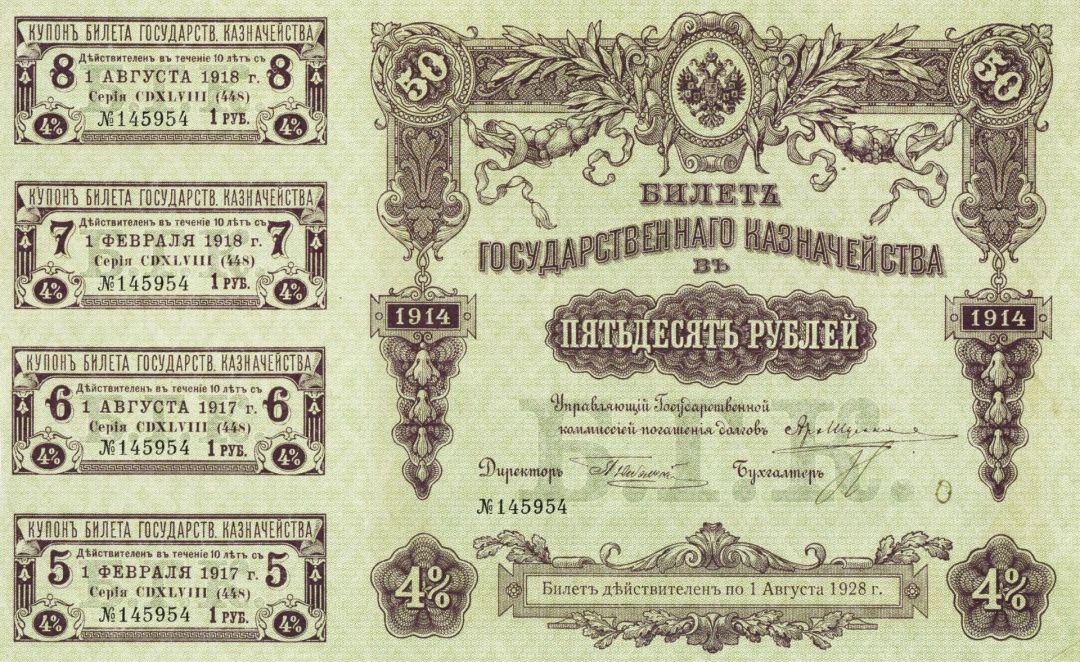 КУПОНЪ БИЛЕТА ГОСУДАРСТВ. КАЗНАЧЕЙСТВА
Дѣйствителенъ въ теченіе 10 лѣтъ съ
8 1 АВГУСТА 1918 г. 8
Серія CDXLVIII (448)
4% №145954 1 РУБ. 4%
КУПОНЪ БИЛЕТА ГОСУДАРСТВ. КАЗНАЧЕЙСТВА
Дѣйствителенъ въ теченіе 10 лѣтъ съ
7 1 ФЕВРАЛЯ 1918 г. 7
Серія CDXLVIII (448)
4% №145954 1 РУБ. 4%
КУПОНЪ БИЛЕТА ГОСУДАРСТВ. КАЗНАЧЕЙСТВА
Дѣйствителенъ въ теченіе 10 лѣтъ съ
6 1 АВГУСТА 1917 г. 6
Серія CDXLVIII (448)
4% №145954 1 РУБ. 4%
КУПОНЪ БИЛЕТА ГОСУДАРСТВ. КАЗНАЧЕЙСТВА
Дѣйствителенъ въ теченіе 10 лѣтъ съ
5 1 ФЕВРАЛЯ 1917 г. 5
Серія CDXLVIII (448)
4% №145954 1 РУБ. 4%
50 50
БИЛЕТЪ
ГОСУДАРСТВЕННАГО КАЗНАЧЕЙСТВА
ВЪ
1914 1914
ПЯТЬДЕСЯТЪ РУБЛЕЙ
Управляющій Государственной
коммиссіей погашенія долговъ
Директоръ Бухгалтеръ
Б.Г.К.
№145954
4% 4%
Билетъ дѣйствителенъ по 1 Августа 1928 г.